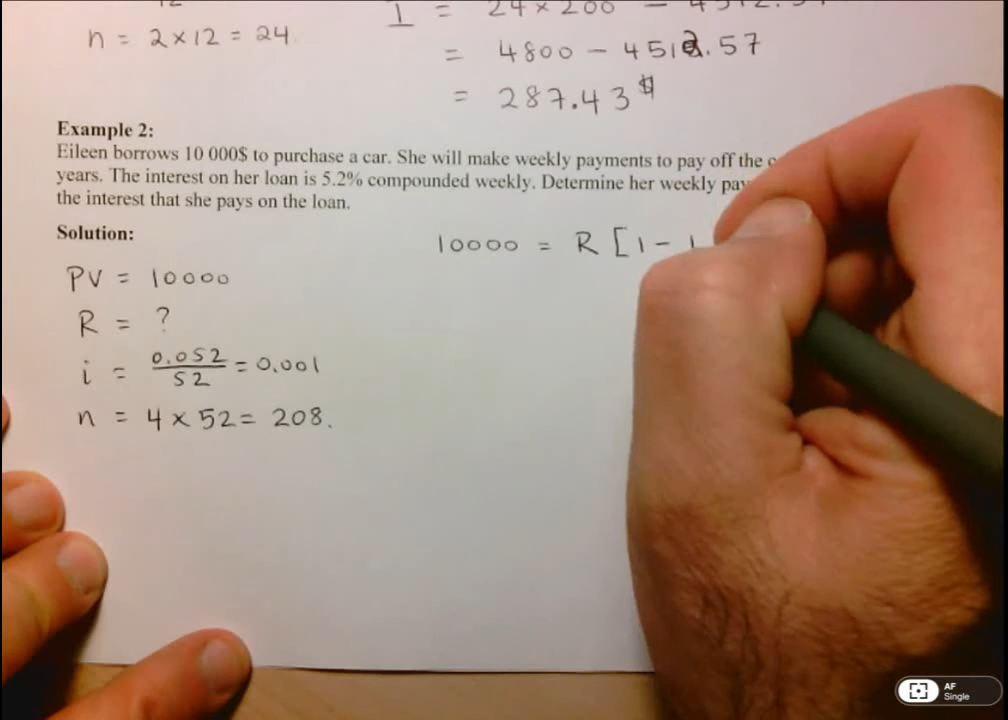 n = 2 × 12 = 24.
I = 24 × 200 −
= 4800 − 4512.57
= 287.43 $
Example 2:
Eileen borrows 10 000$ to purchase a car. She will make weekly payments to pay off the
years. The interest on her loan is 5.2% compounded weekly. Determine her weekly
the interest that she pays on the loan.
Solution:
10000 = R [1 −
PV = 10000
R = ?
i = 0.052/52 = 0.001
n = 4 × 52 = 208.
AF
Single